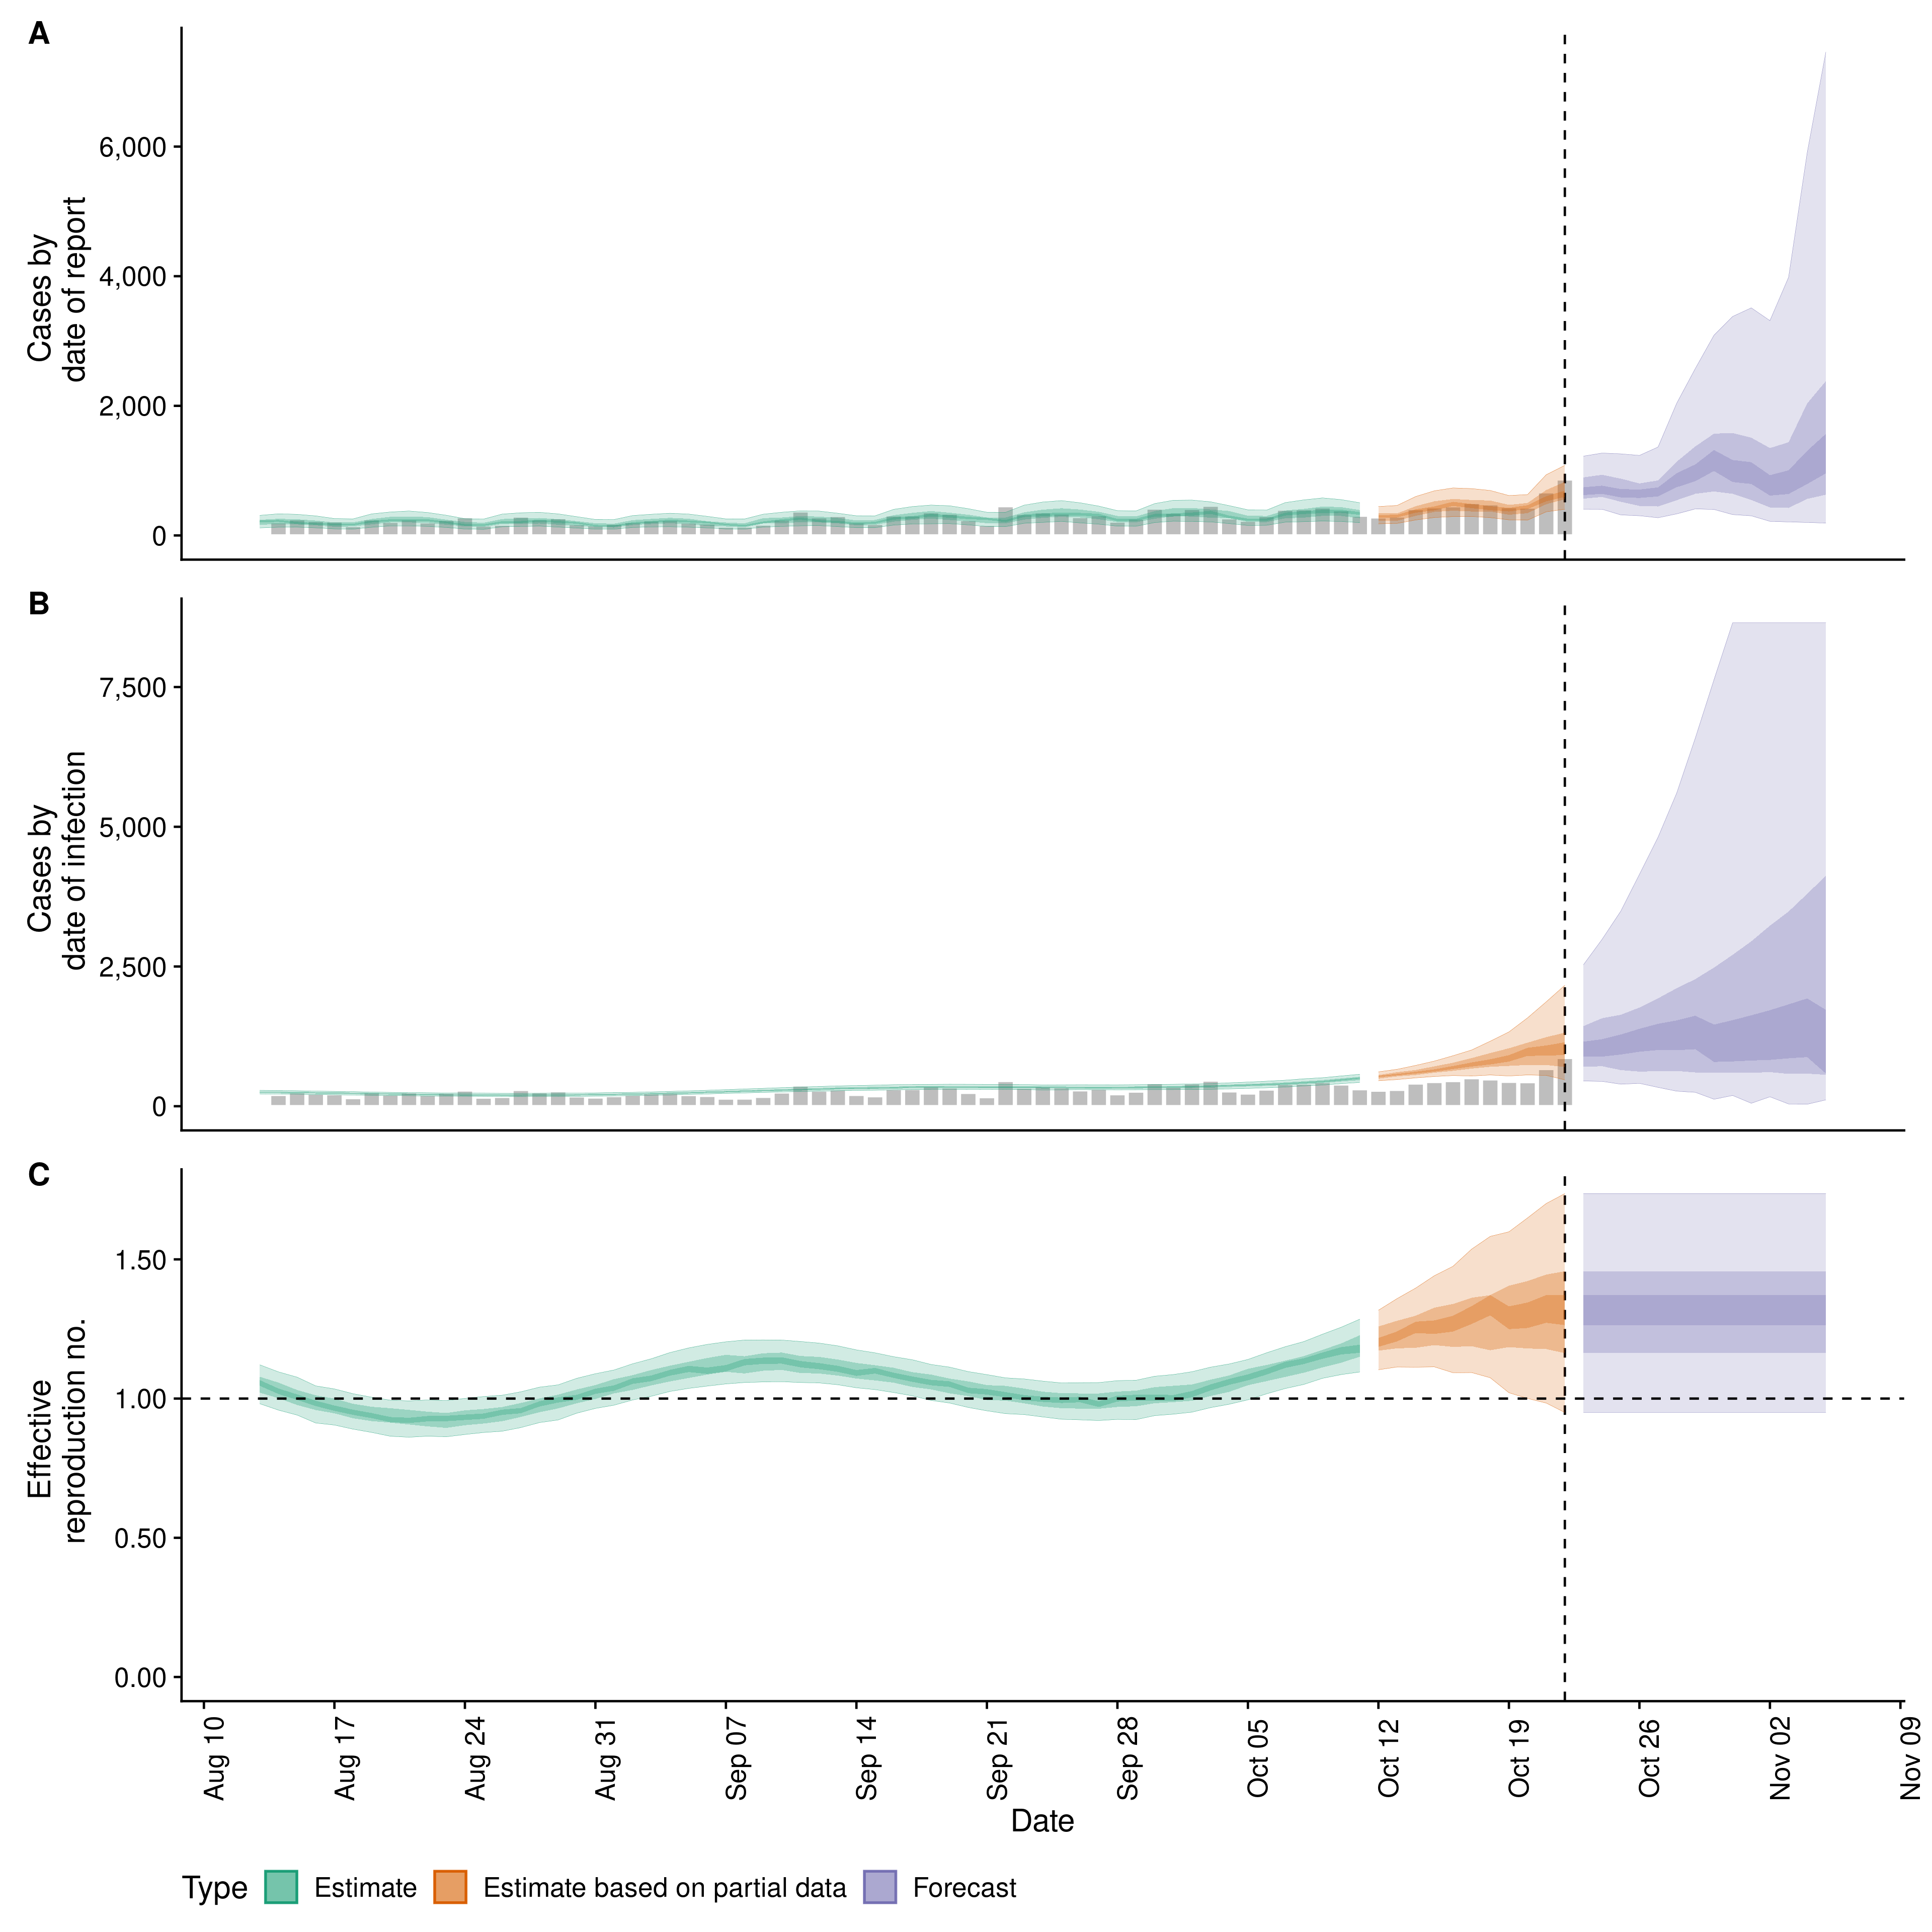 A
Cases by
date of report
6,000
4,000
2,000
0
B
Cases by
date of infection
7,500
5,000
2,500
0
C
Effective
reproduction no.
1.50
1.00
0.50
0.00
Aug 10
Aug 17
Aug 24
Aug 31
Sep 07
Sep 14
Sep 21
Sep 28
Oct 05
Oct 12
Oct 19
Oct 26
Nov 02
Nov 09
Date
Type Estimate Estimate based on partial data Forecast